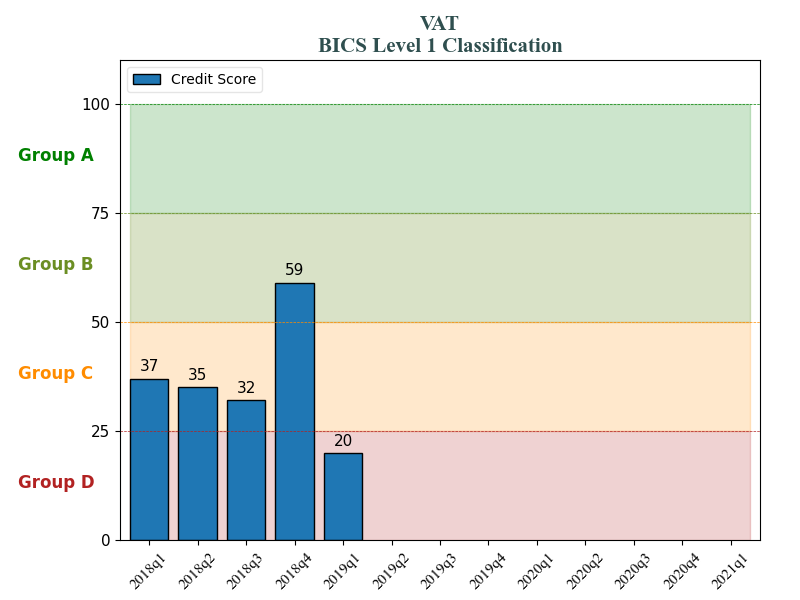 VAT
BICS Level 1 Classification
Credit Score
100
Group A
75
Group B
59
50
37
35
32
Group C
25
20
Group D
0
2018q1 2018q2 2018q3 2018q4 2019q1 2019q2 2019q3 2019q4 2020q1 2020q2 2020q3 2020q4 2021q1